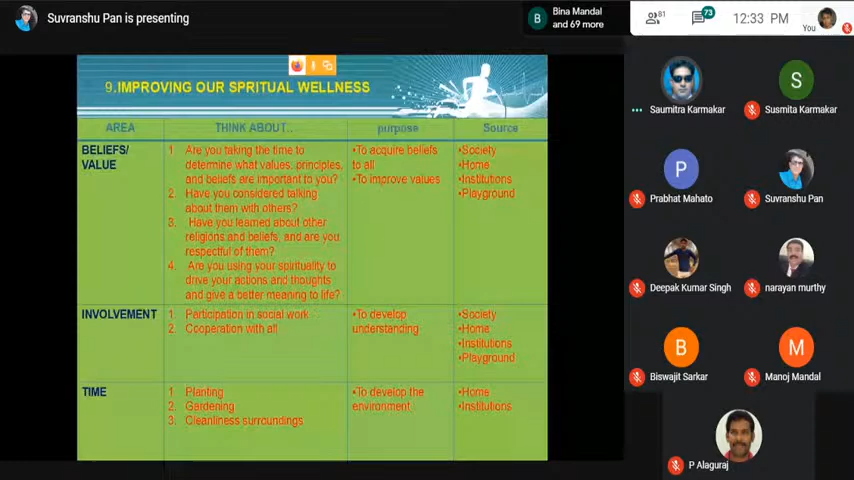 Suvranshu Pan is presenting
Bina Mandal
and 69 more
81
73
12:33 PM
You
9.IMPROVING OUR SPRITUAL WELLNESS
AREA THINK ABOUT.. purpose Source
BELIEFS/
VALUE
1 Are you taking the time to
determine what values, principles,
and beliefs are important to you?
2. Have you considered talking
about them with others?
3. Have you learned about other
religions and beliefs, and are you
respectful of them?
4. Are you using your spirituality to
drive your actions and thoughts
and give a better meaning to life?
•To acquire beliefs
to all
•To improve values
•Society
•Home
•Institutions
•Playground
INVOLVEMENT
1. Participation in social work
2. Cooperation with all
•To develop
understanding
•Society
•Home
•Institutions
•Playground
TIME
1 Planting
2. Gardening
3. Cleanliness surroundings
•To develop the
environment
•Home
•Institutions
Saumitra Karmakar
S
Susmita Karmakar
P
Prabhat Mahato
Suvranshu Pan
Deepak Kumar Singh
narayan murthy
B
Biswajit Sarkar
M
Manoj Mandal
P Alaguraj
B